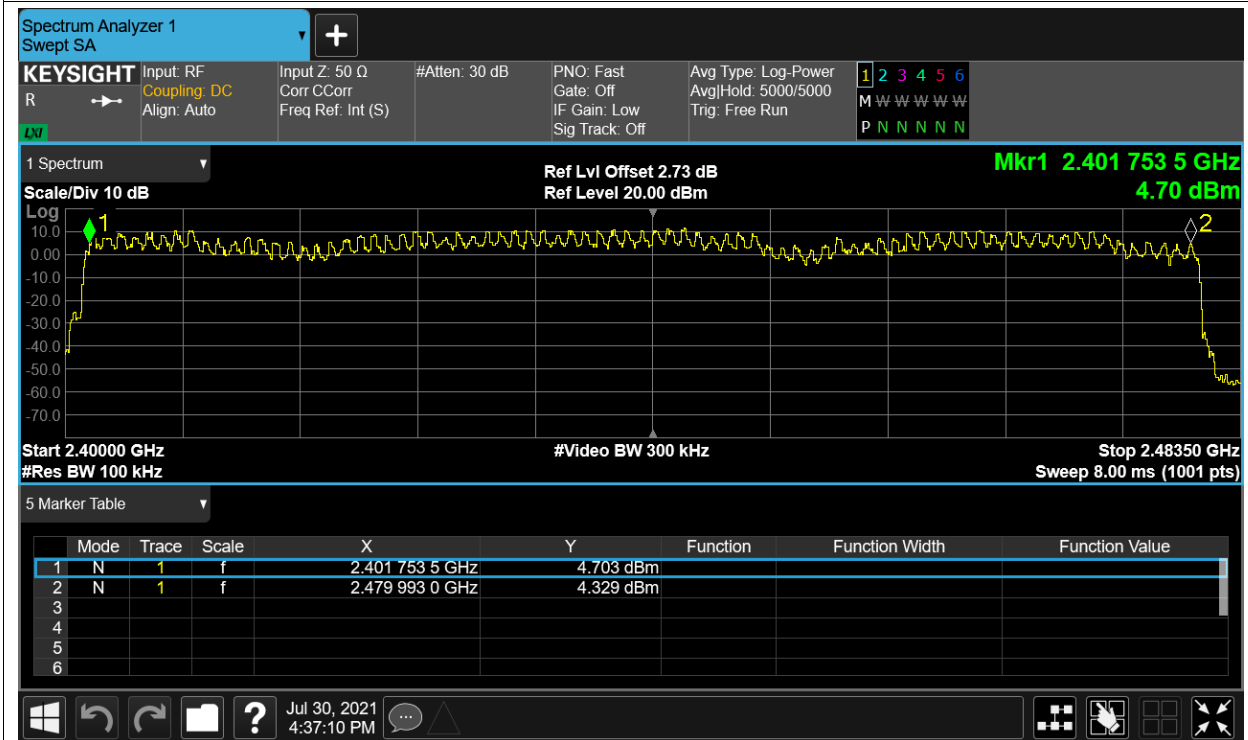 Spectrum Analyzer 1
Swept SA
+
KEYSIGHT
R
LXI
Input: RF
Coupling: DC
Align: Auto
Input Z: 50 Ω
Corr CCorr
Freq Ref: Int (S)
#Atten: 30 dB
PNO: Fast
Gate: Off
IF Gain: Low
Sig Track: Off
Avg Type: Log-Power
Avg|Hold: 5000/5000
Trig: Free Run
1 2 3 4 5 6
M W W W W W
P N N N N N
1 Spectrum
Scale/Div 10 dB
Ref Lvl Offset 2.73 dB
Ref Level 20.00 dBm
Mkr1 2.401 753 5 GHz
4.70 dBm
Log
1
2
10.0
0.00
-10.0
-20.0
-30.0
-40.0
-50.0
-60.0
-70.0
Start 2.40000 GHz
#Res BW 100 kHz
#Video BW 300 kHz
Stop 2.48350 GHz
Sweep 8.00 ms (1001 pts)
5 Marker Table
Mode Trace Scale X Y Function Function Width Function Value
1 N 1 f 2.401 753 5 GHz 4.703 dBm
2 N 1 f 2.479 993 0 GHz 4.329 dBm
3
4
5
6
?
Jul 30, 2021
4:37:10 PM